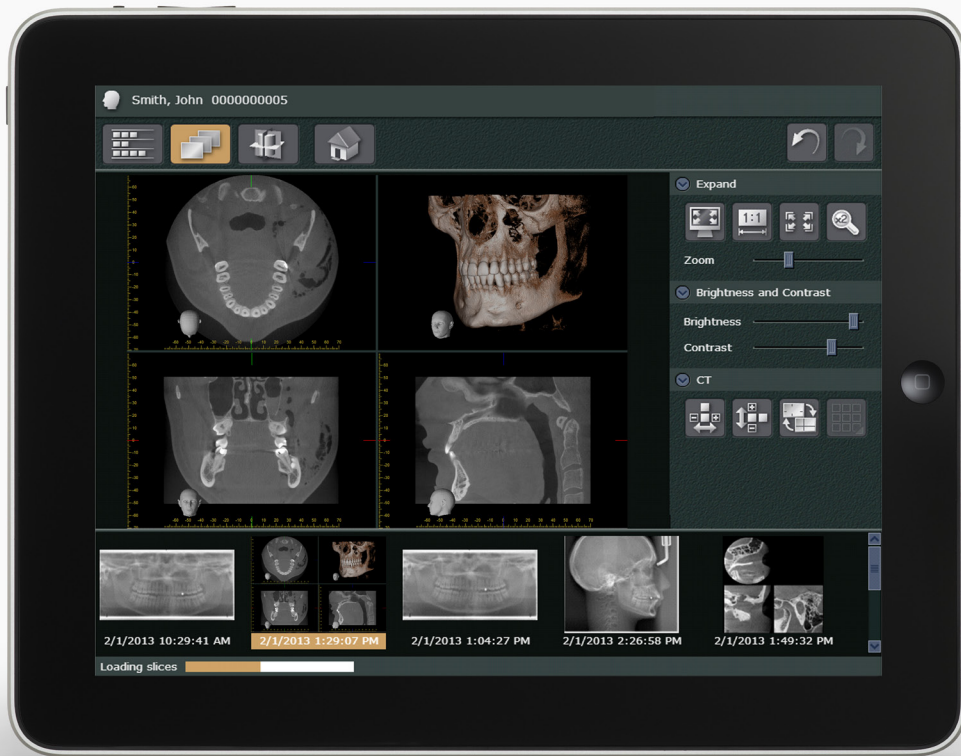 Smith, John 0000000005
Expand
1:1
x2
Zoom
Brightness and Contrast
Brightness
Contrast
CT
2/1/2013 10:29:41 AM
2/1/2013 1:29:07 PM
2/1/2013 1:04:27 PM
2/1/2013 2:26:58 PM
2/1/2013 1:49:32 PM
Loading slices